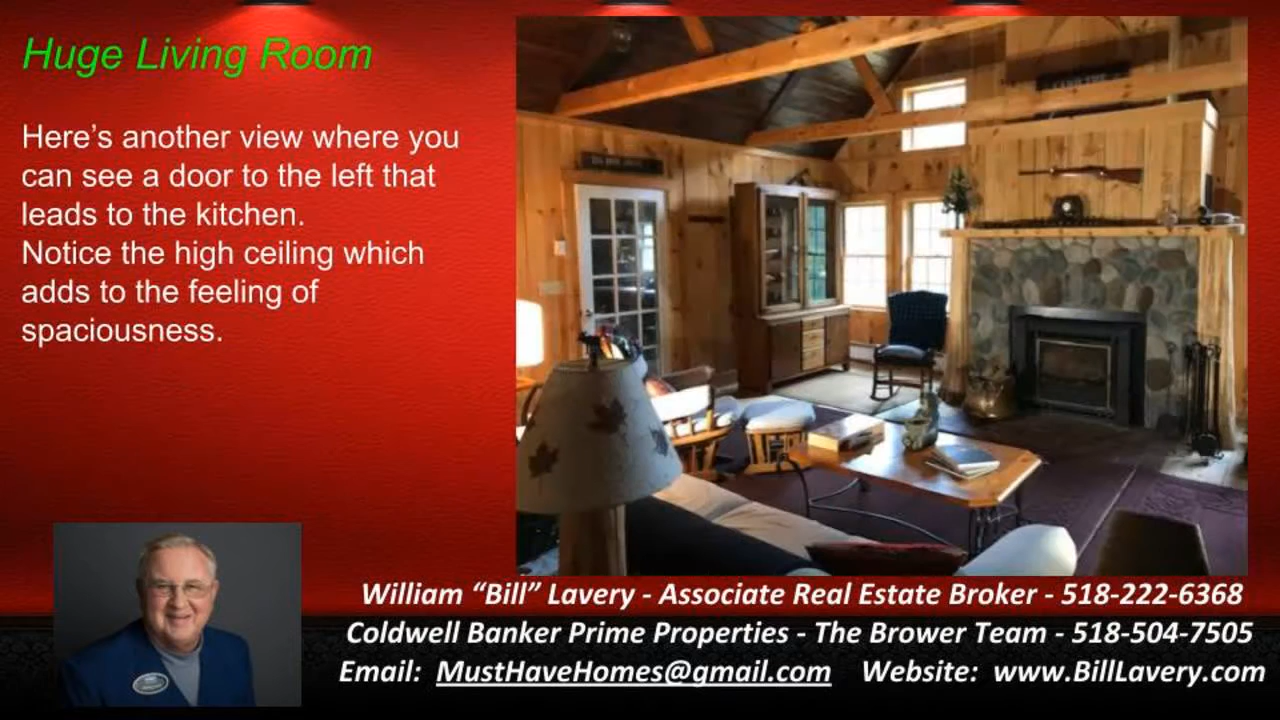 Huge Living Room
Here’s another view where you
can see a door to the left that
leads to the kitchen.
Notice the high ceiling which
adds to the feeling of
spaciousness.
William “Bill” Lavery - Associate Real Estate Broker - 518-222-6368
Coldwell Banker Prime Properties - The Brower Team - 518-504-7505
Email: MustHaveHomes@gmail.com Website: www.BillLavery.com